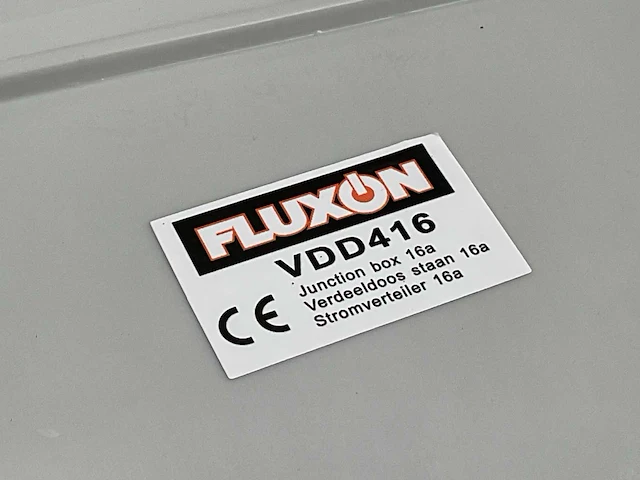 FLUXON
VDD416
Junction box 16a
Verdeeldoos staan 16a
Stromverteiler 16a
CE